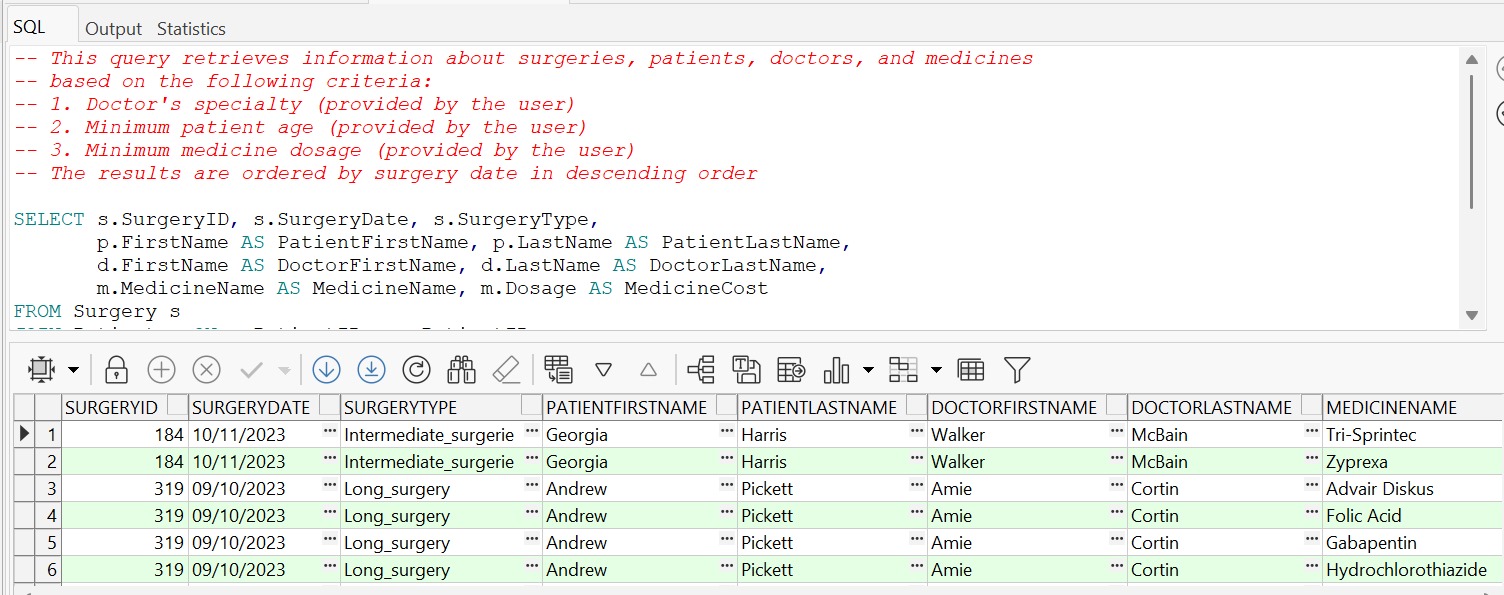 SQL Output Statistics
-- This query retrieves information about surgeries, patients, doctors, and medicines
-- based on the following criteria:
-- 1. Doctor's specialty (provided by the user)
-- 2. Minimum patient age (provided by the user)
-- 3. Minimum medicine dosage (provided by the user)
-- The results are ordered by surgery date in descending order
SELECT s.SurgeryID, s.SurgeryDate, s.SurgeryType,
p.FirstName AS PatientFirstName, p.LastName AS PatientLastName,
d.FirstName AS DoctorFirstName, d.LastName AS DoctorLastName,
m.MedicineName AS MedicineName, m.Dosage AS MedicineCost
FROM Surgery s
SURGERYID SURGERYDATE SURGERYTYPE PATIENTFIRSTNAME PATIENTLASTNAME DOCTORFIRSTNAME DOCTORLASTNAME MEDICINENAME
1 184 10/11/2023 ... Intermediate_surgerie ... Georgia ... Harris ... Walker ... McBain ... Tri-Sprintec
2 184 10/11/2023 ... Intermediate_surgerie ... Georgia ... Harris ... Walker ... McBain ... Zyprexa
3 319 09/10/2023 ... Long_surgery ... Andrew ... Pickett ... Amie ... Cortin ... Advair Diskus
4 319 09/10/2023 ... Long_surgery ... Andrew ... Pickett ... Amie ... Cortin ... Folic Acid
5 319 09/10/2023 ... Long_surgery ... Andrew ... Pickett ... Amie ... Cortin ... Gabapentin
6 319 09/10/2023 ... Long_surgery ... Andrew ... Pickett ... Amie ... Cortin ... Hydrochlorothiazide